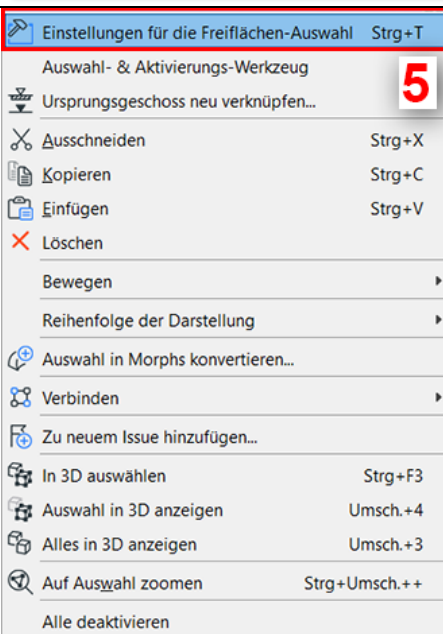 Einstellungen für die Freiflächen-Auswahl Strg+T
Auswahl- & Aktivierungs-Werkzeug
5
Ursprungsgeschoss neu verknüpfen...
Ausschneiden Strg+X
Kopieren Strg+C
Einfügen Strg+V
Löschen
Bewegen
Reihenfolge der Darstellung
Auswahl in Morphs konvertieren...
Verbinden
Zu neuem Issue hinzufügen...
In 3D auswählen Strg+F3
Auswahl in 3D anzeigen Umsch.+4
Alles in 3D anzeigen Umsch.+3
Auf Auswahl zoomen Strg+Umsch.++
Alle deaktivieren